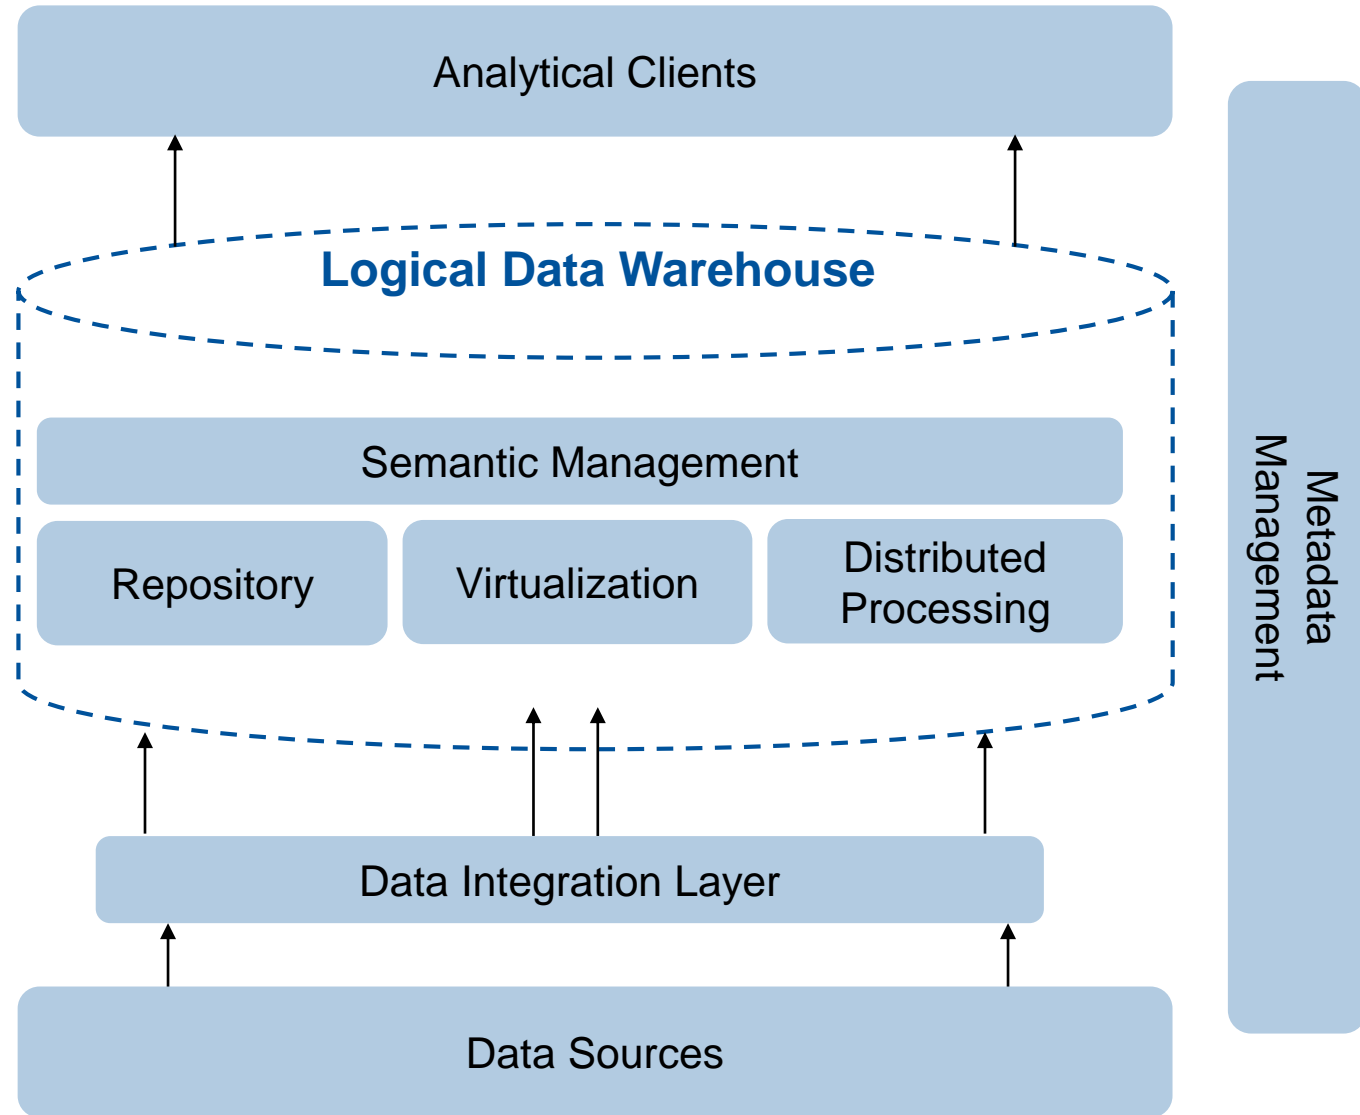 Analytical Clients
Logical Data Warehouse
Semantic Management
Repository
Virtualization
Distributed
Processing
Data Integration Layer
Data Sources
Metadata
Management